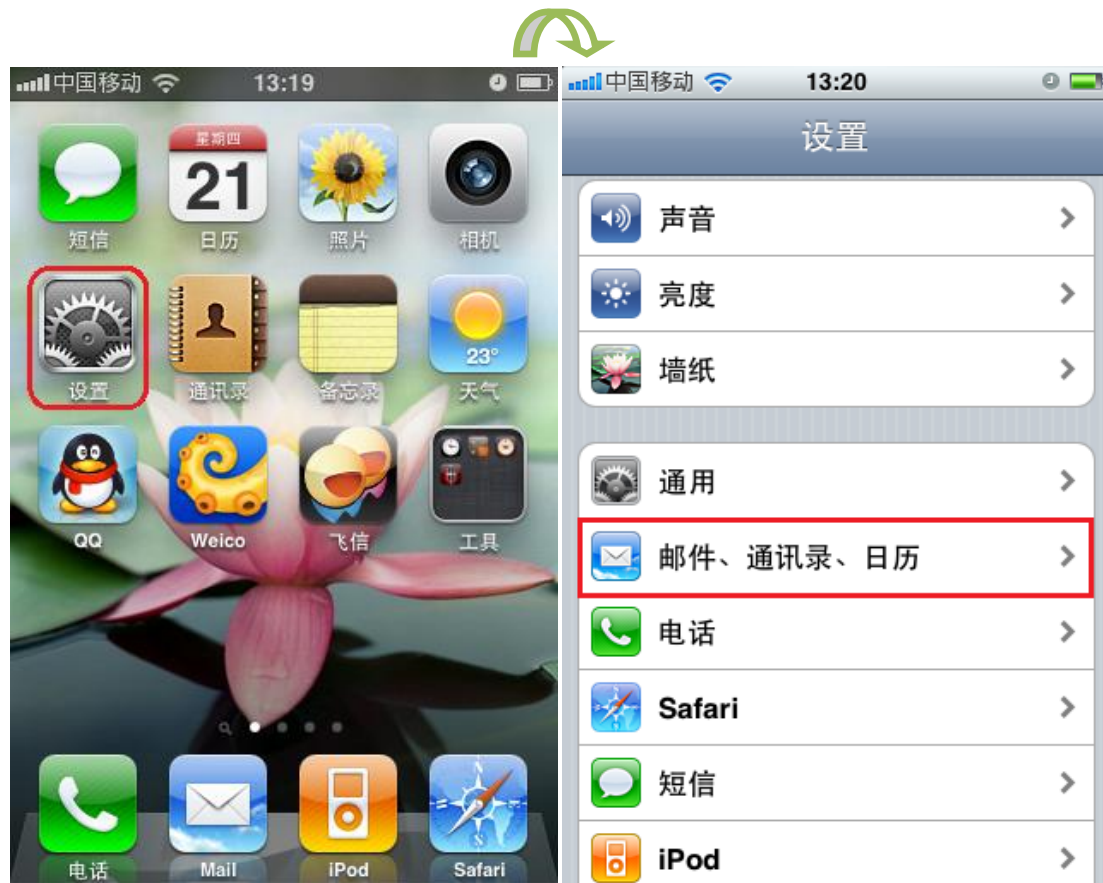 中国移动 13:19
星期四
21
短信 日历 照片 相机
23°
设置 通讯录 备忘录 天气
QQ Weico 飞信 工具
电话 Mail iPod Safari
中国移动 13:20
设置
声音
亮度
墙纸
通用
邮件、通讯录、日历
电话
Safari
短信
iPod